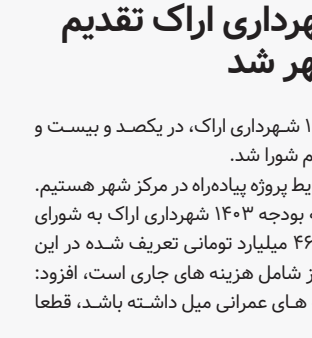 هرداری اراک تقدیم
هر شد
۱ شهرداری اراک، در یکصد و بیست و
م شورا شد.
یط پروژه پیاده‌راه در مرکز شهر هستیم.
ه بودجه ۱۴۰۳ شهرداری اراک به شورای
۴۶ میلیارد تومانی تعریف شده در این
ز شامل هزینه های جاری است، افزود:
های عمرانی میل داشته باشد، قطعا